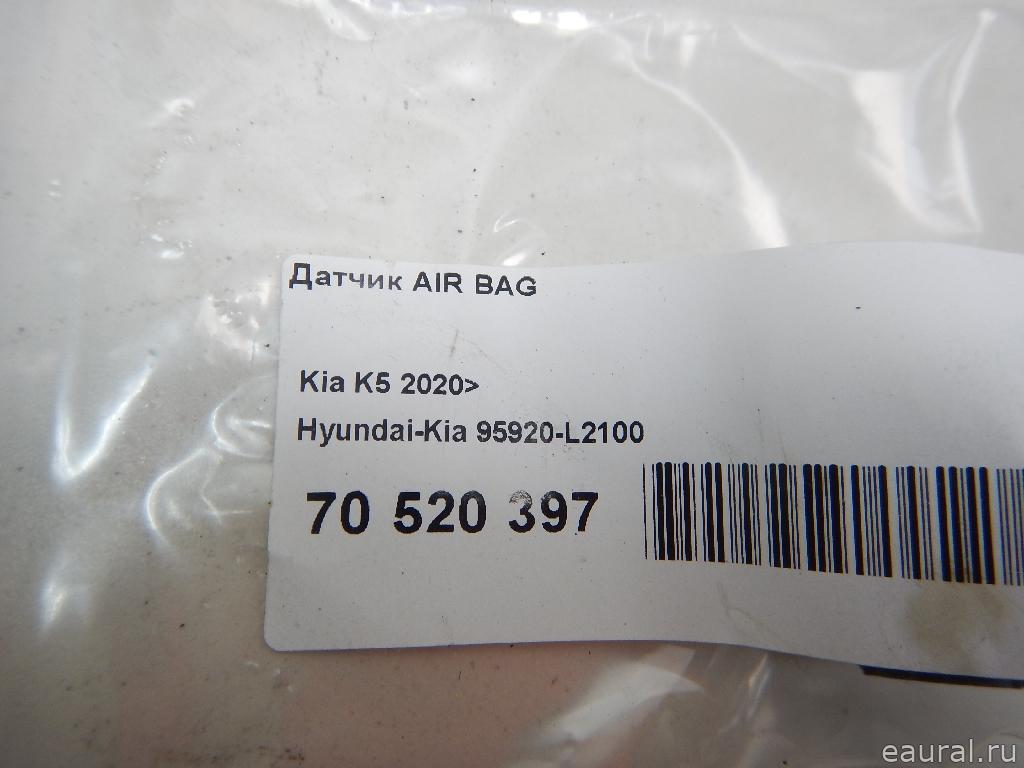 Датчик AIR BAG
Kia K5 2020>
Hyundai-Kia 95920-L2100
70 520 397
eaural.ru